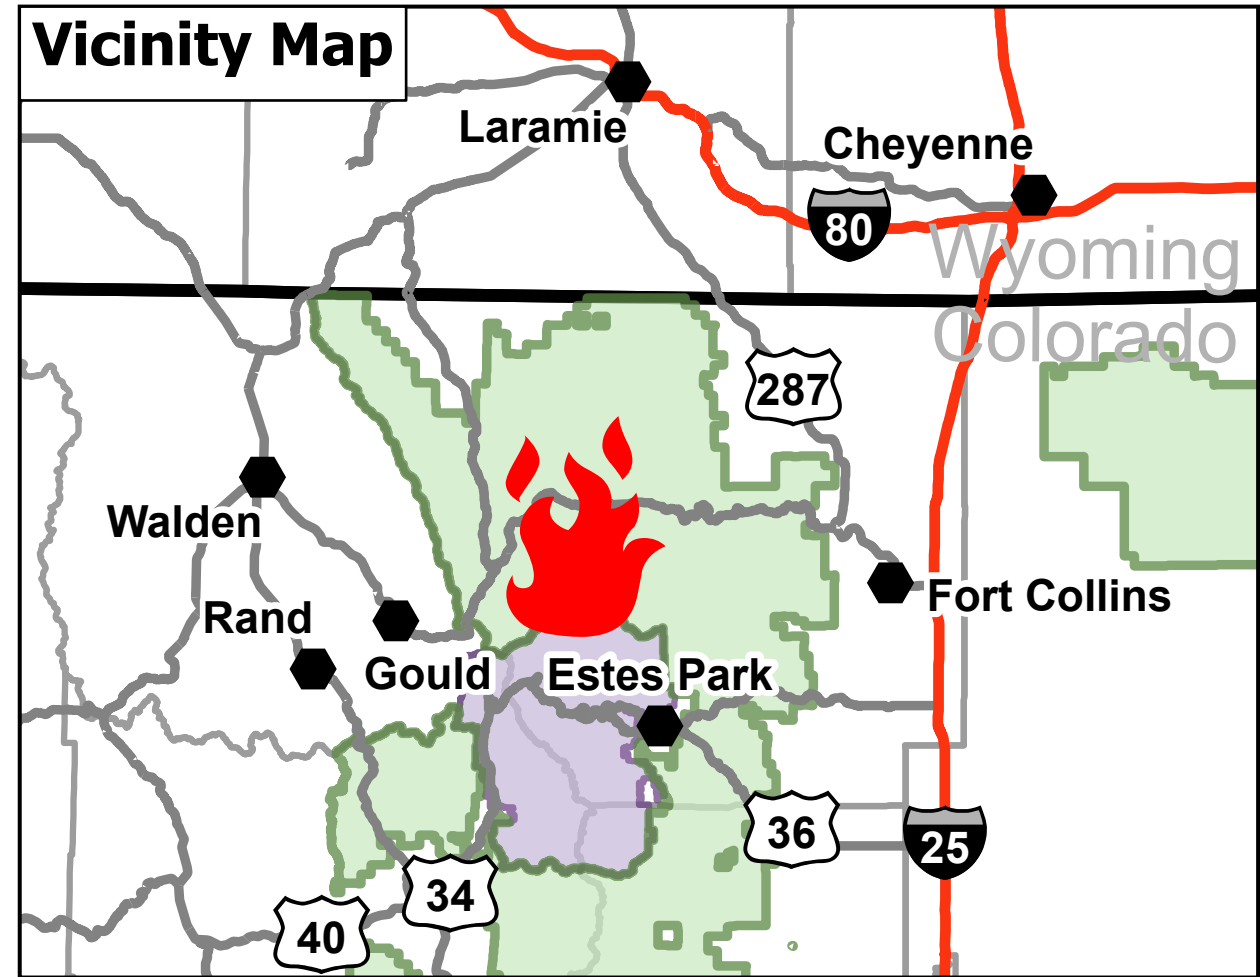 Vicinity Map
Laramie
Cheyenne
80
Wyoming
Colorado
287
Walden
Fort Collins
Rand
Gould
Estes Park
36
25
34
40